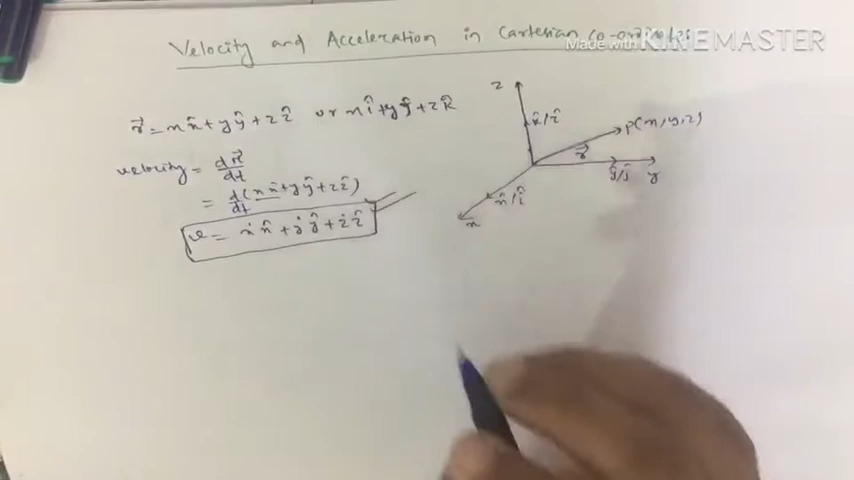 Velocity and Acceleration in Cartesian co-ordinates
Made with KINEMASTER
r⃗ = x x̂ + y ŷ + z ẑ or x î + y ĵ + z k̂
velocity = dr⃗/dt
= d/dt (x x̂ + y ŷ + z ẑ)
v = ẋ x̂ + ẏ ŷ + ż ẑ
z
k̂/ẑ
P(x,y,z)
r⃗
ŷ/ĵ
y
x̂/î
x